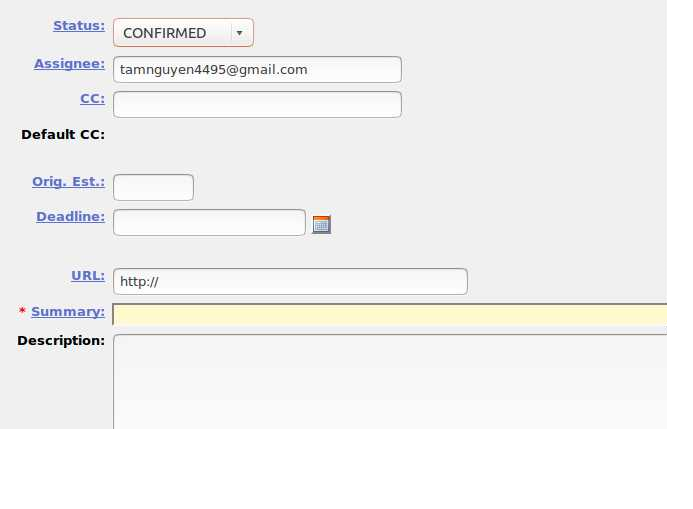 Status: CONFIRMED
Assignee: tamnguyen4495@gmail.com
CC:
Default CC:
Orig. Est.:
Deadline:
URL: http://
* Summary:
Description: